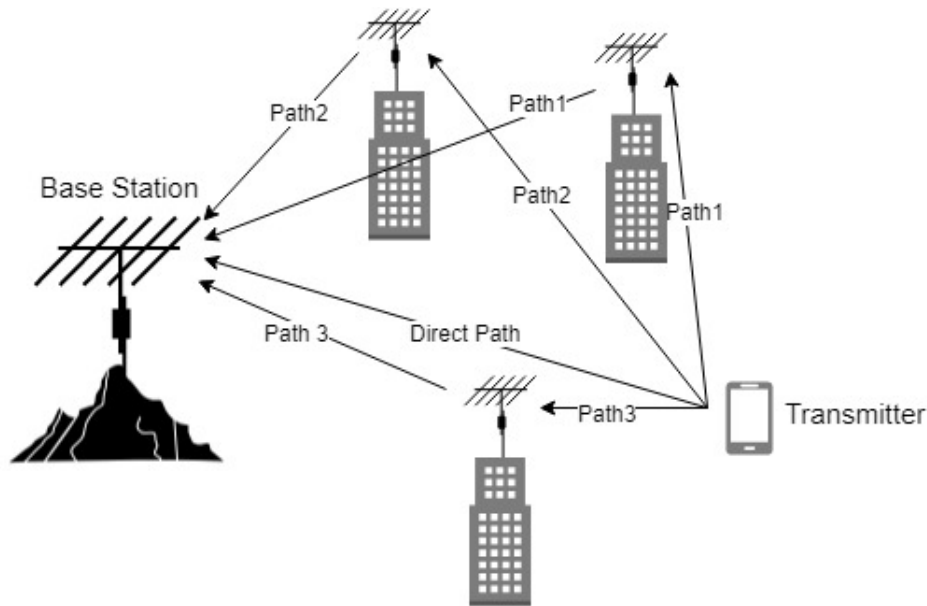 Path2
Path1
Base Station
Path2
Path1
Path 3
Direct Path
Path3
Transmitter